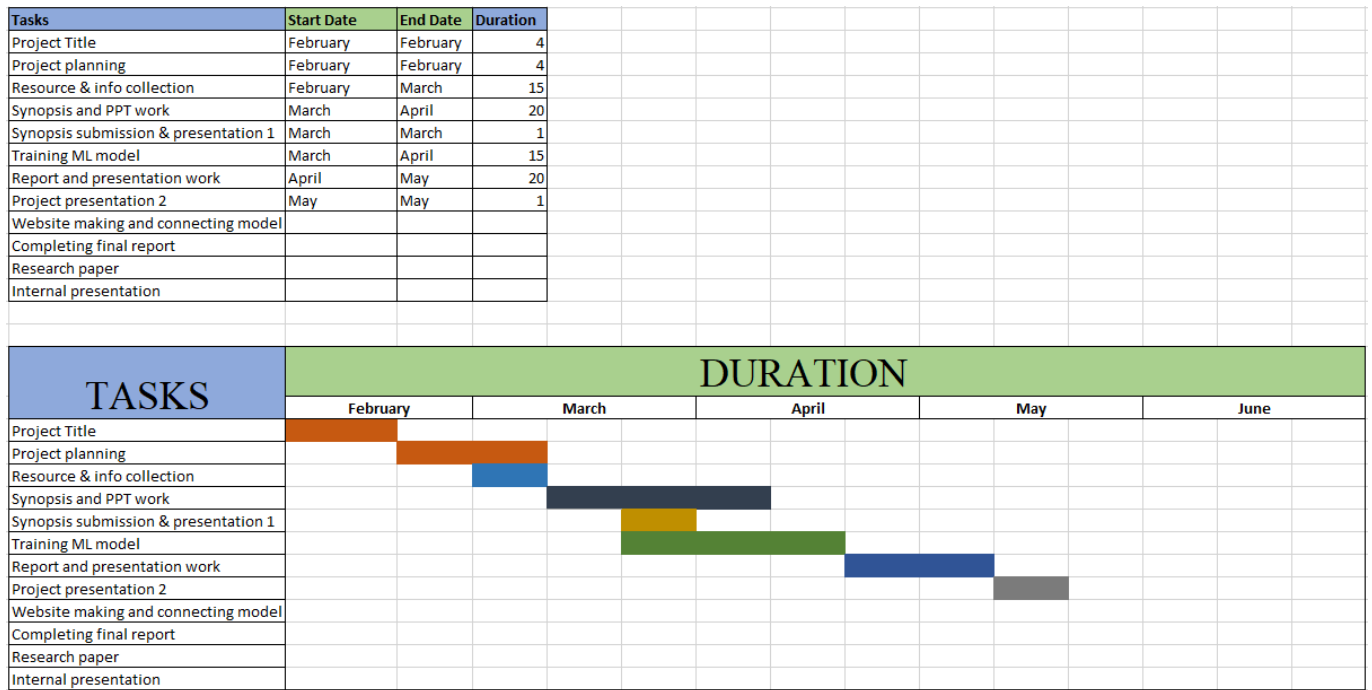 Tasks Start Date End Date Duration
Project Title February February 4
Project planning February February 4
Resource & info collection February March 15
Synopsis and PPT work March April 20
Synopsis submission & presentation 1 March March 1
Training ML model March April 15
Report and presentation work April May 20
Project presentation 2 May May 1
Website making and connecting model
Completing final report
Research paper
Internal presentation
TASKS DURATION
February March April May June
Project Title
Project planning
Resource & info collection
Synopsis and PPT work
Synopsis submission & presentation 1
Training ML model
Report and presentation work
Project presentation 2
Website making and connecting model
Completing final report
Research paper
Internal presentation